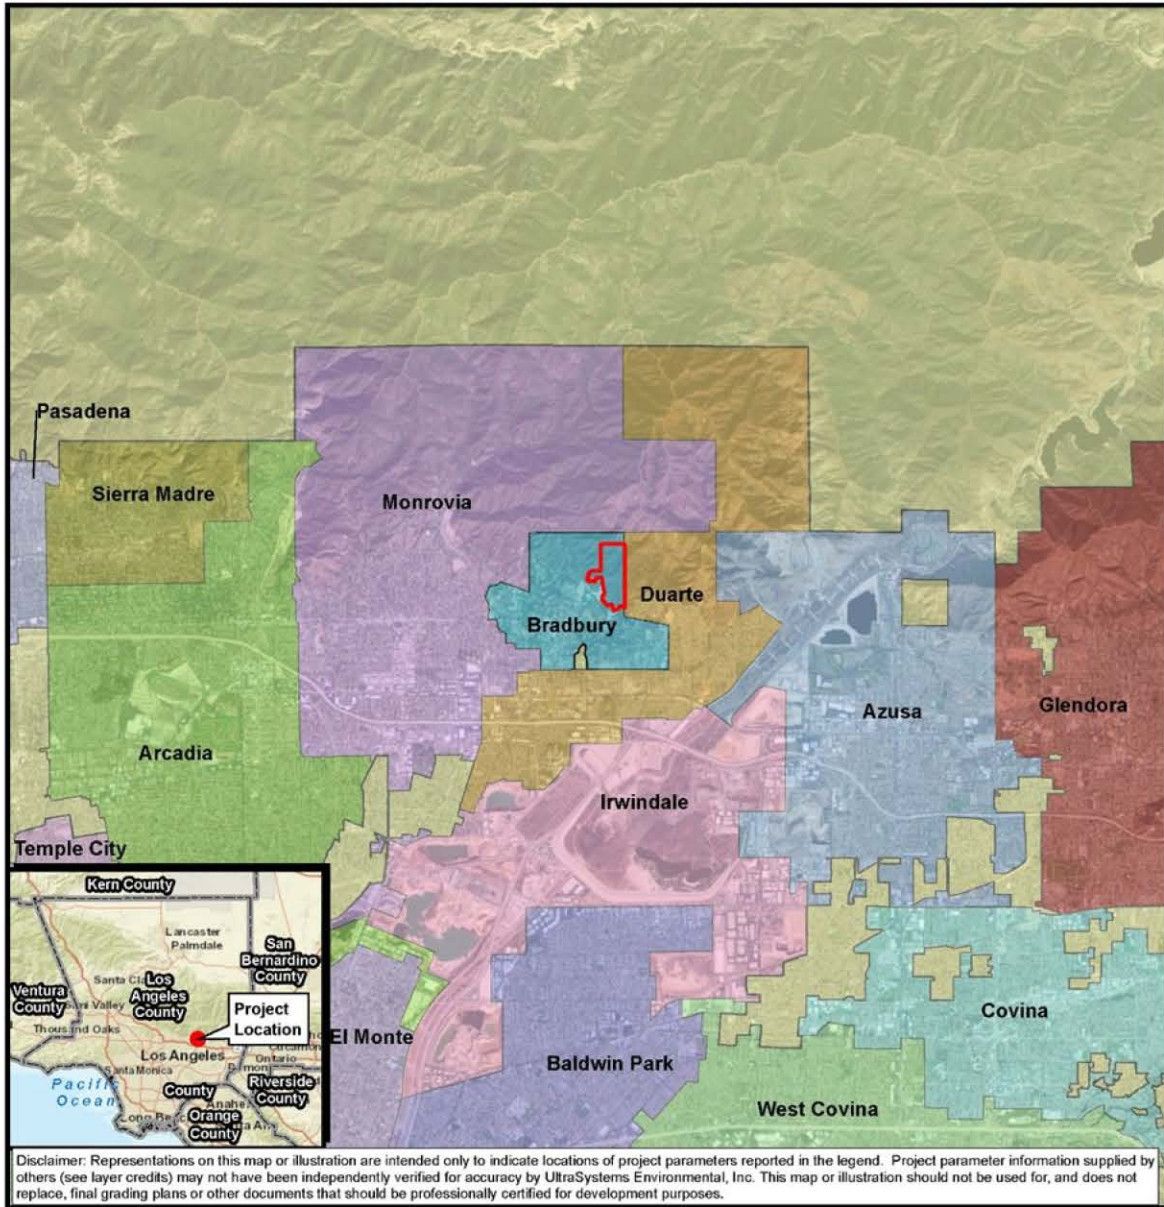 Pasadena
Sierra Madre
Monrovia
Duarte
Bradbury
Azusa
Glendora
Arcadia
Irwindale
Temple City
El Monte
Baldwin Park
Covina
West Covina
Kern County
Lancaster
Palmdale
San
Bernardino
County
Santa Cl
Los
Angeles
County
Ventura
County
Valley
Project
Location
Thousand Oaks
Los Angeles
Ontario
Santa Monica
Pacific
Ocean
County
Riverside
County
Anahe
Long Bea
Orange
County
Disclaimer: Representations on this map or illustration are intended only to indicate locations of project parameters reported in the legend. Project parameter information supplied by
others (see layer credits) may not have been independently verified for accuracy by UltraSystems Environmental, Inc. This map or illustration should not be used for, and does not
replace, final grading plans or other documents that should be professionally certified for development purposes.